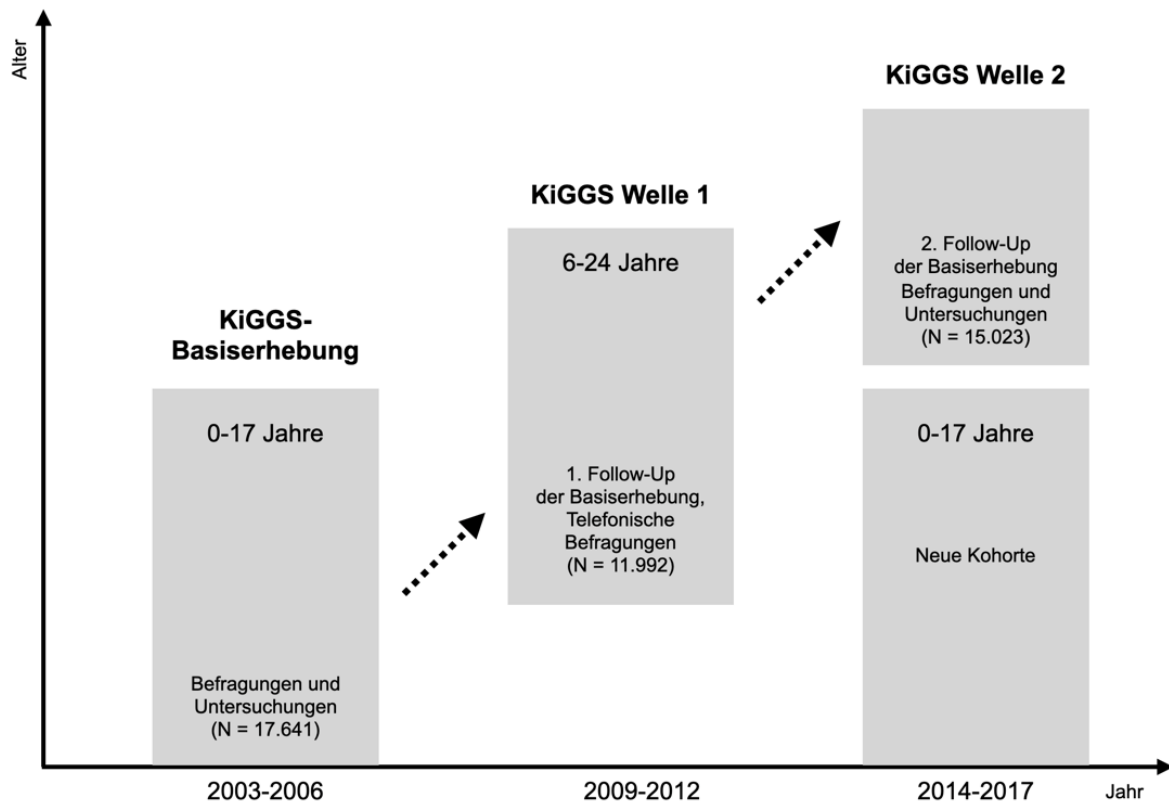 Alter
KiGGS-
Basiserhebung
0-17 Jahre
Befragungen und
Untersuchungen
(N = 17.641)
2003-2006
KiGGS Welle 1
6-24 Jahre
1. Follow-Up
der Basiserhebung,
Telefonische
Befragungen
(N = 11.992)
2009-2012
KiGGS Welle 2
2. Follow-Up
der Basiserhebung
Befragungen und
Untersuchungen
(N = 15.023)
0-17 Jahre
Neue Kohorte
2014-2017
Jahr